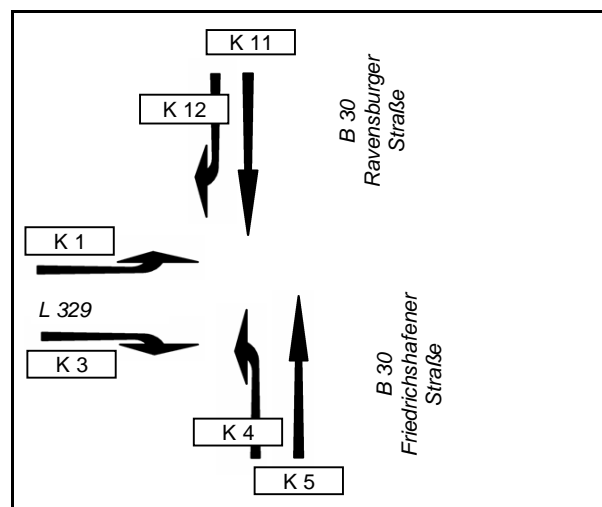 K 11
K 12
B 30
Ravensburger
Straße
K 1
L 329
K 3
K 4
K 5
B 30
Friedrichshafener
Straße